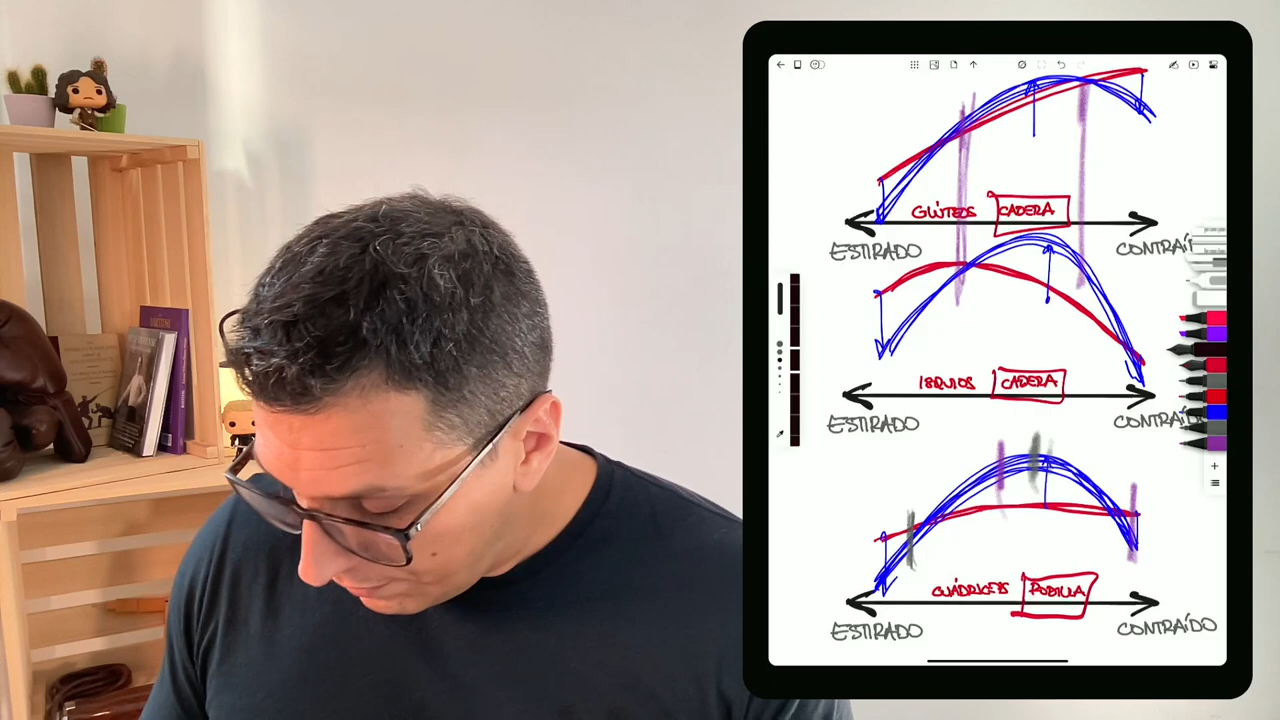 GLÚTEOS CADERA
ESTIRADO
ISQUIOS CADERA
ESTIRADO
CUÁDRICEPS RODILLA
ESTIRADO CONTRAÍDO